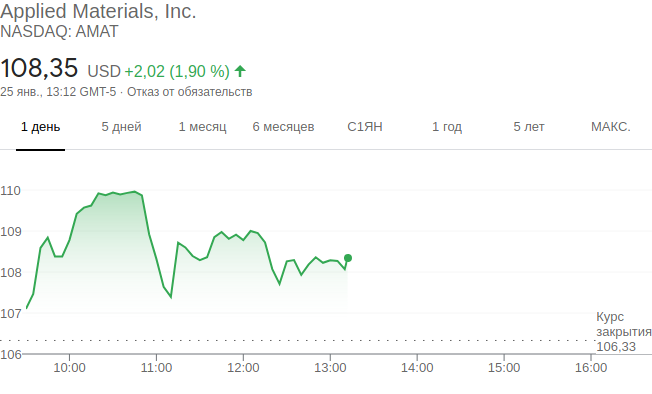 Applied Materials, Inc.
NASDAQ: AMAT
108,35 USD +2,02 (1,90 %)
25 янв., 13:12 GMT-5 · Отказ от обязательств
1 день 5 дней 1 месяц 6 месяцев С1ЯН 1 год 5 лет МАКС.
110
109
108
107
Курс
закрытия
106,33
106
10:00 11:00 12:00 13:00 14:00 15:00 16:00